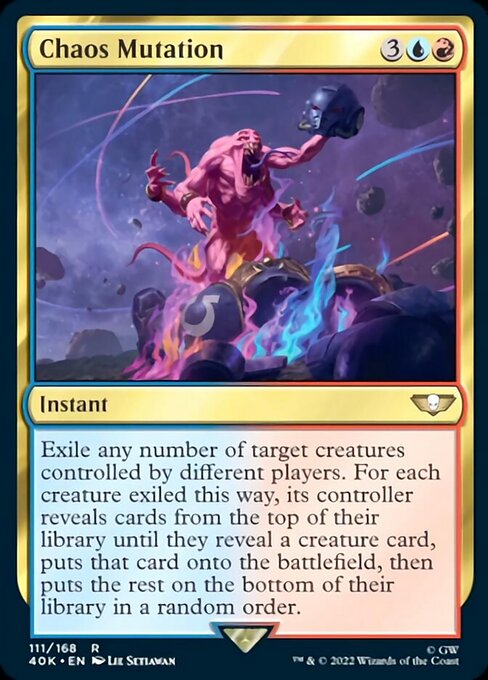 Chaos Mutation 3
Instant
Exile any number of target creatures
controlled by different players. For each
creature exiled this way, its controller
reveals cards from the top of their
library until they reveal a creature card,
puts that card onto the battlefield, then
puts the rest on the bottom of their
library in a random order.
111/168 R
40K • EN Lie Setiawan
© GW
™ & © 2022 Wizards of the Coast